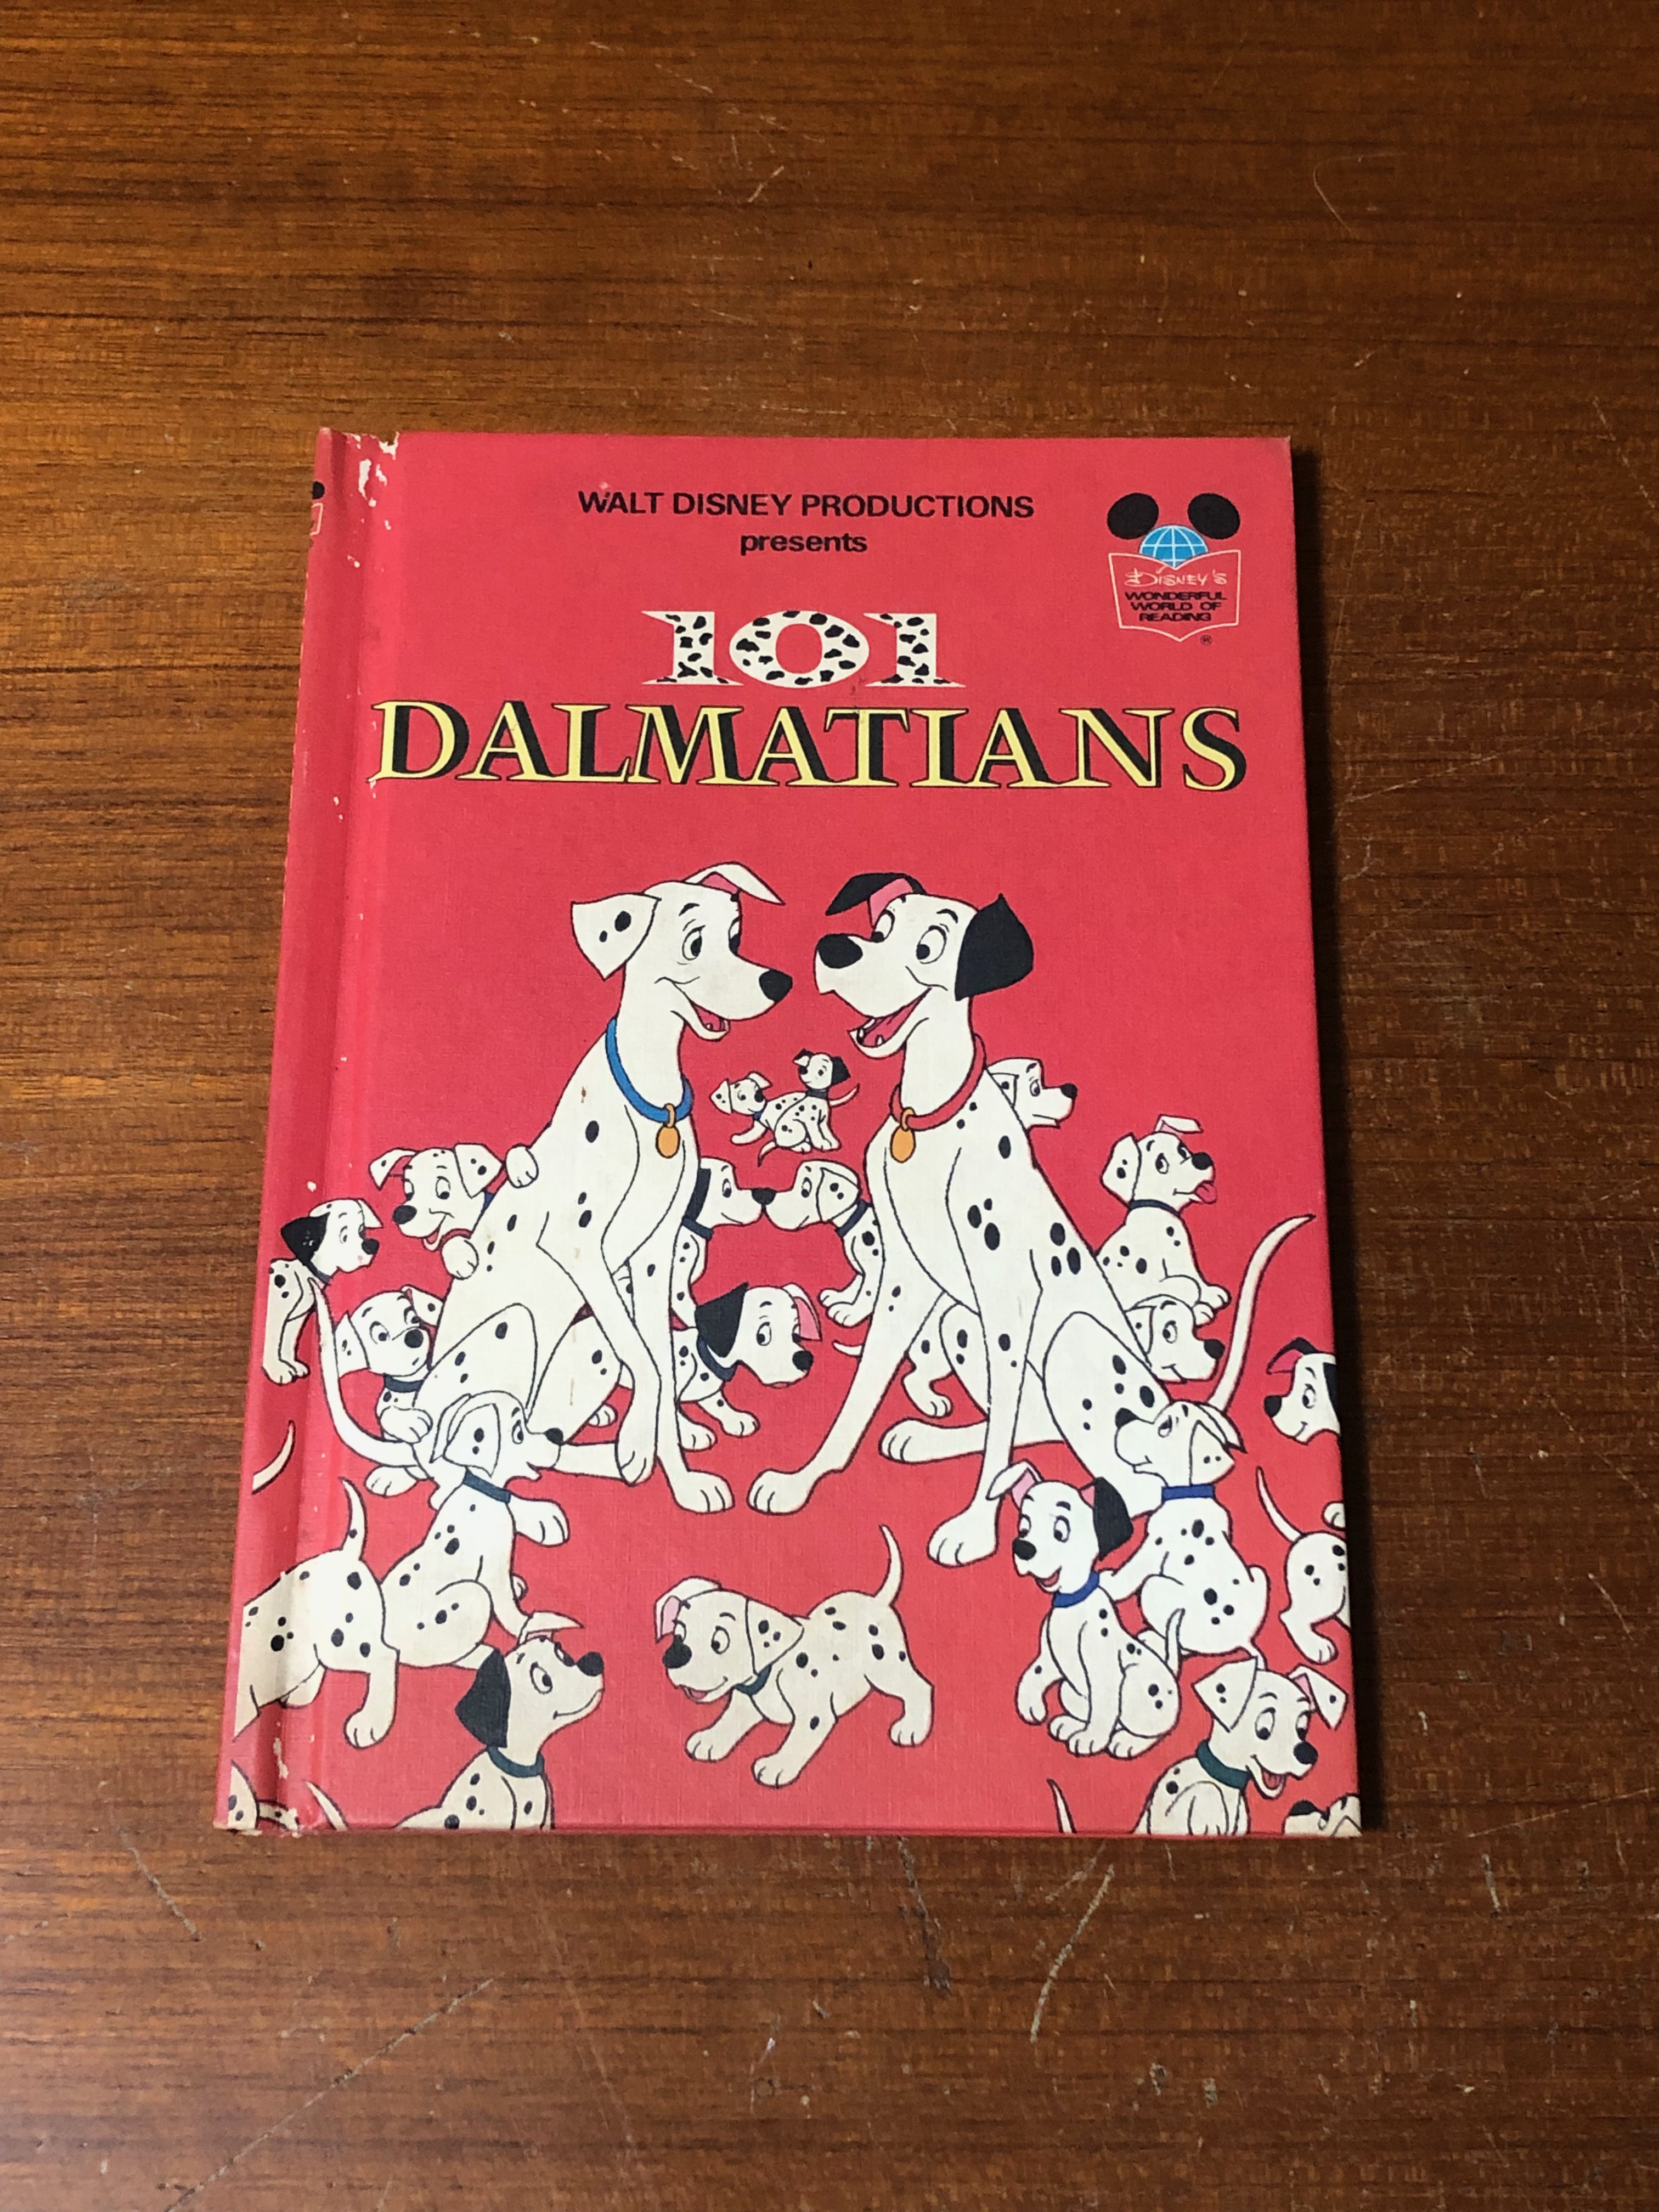 WALT DISNEY PRODUCTIONS
presents
101
DALMATIANS
DISNEY'S
WONDERFUL
WORLD OF
READING
®